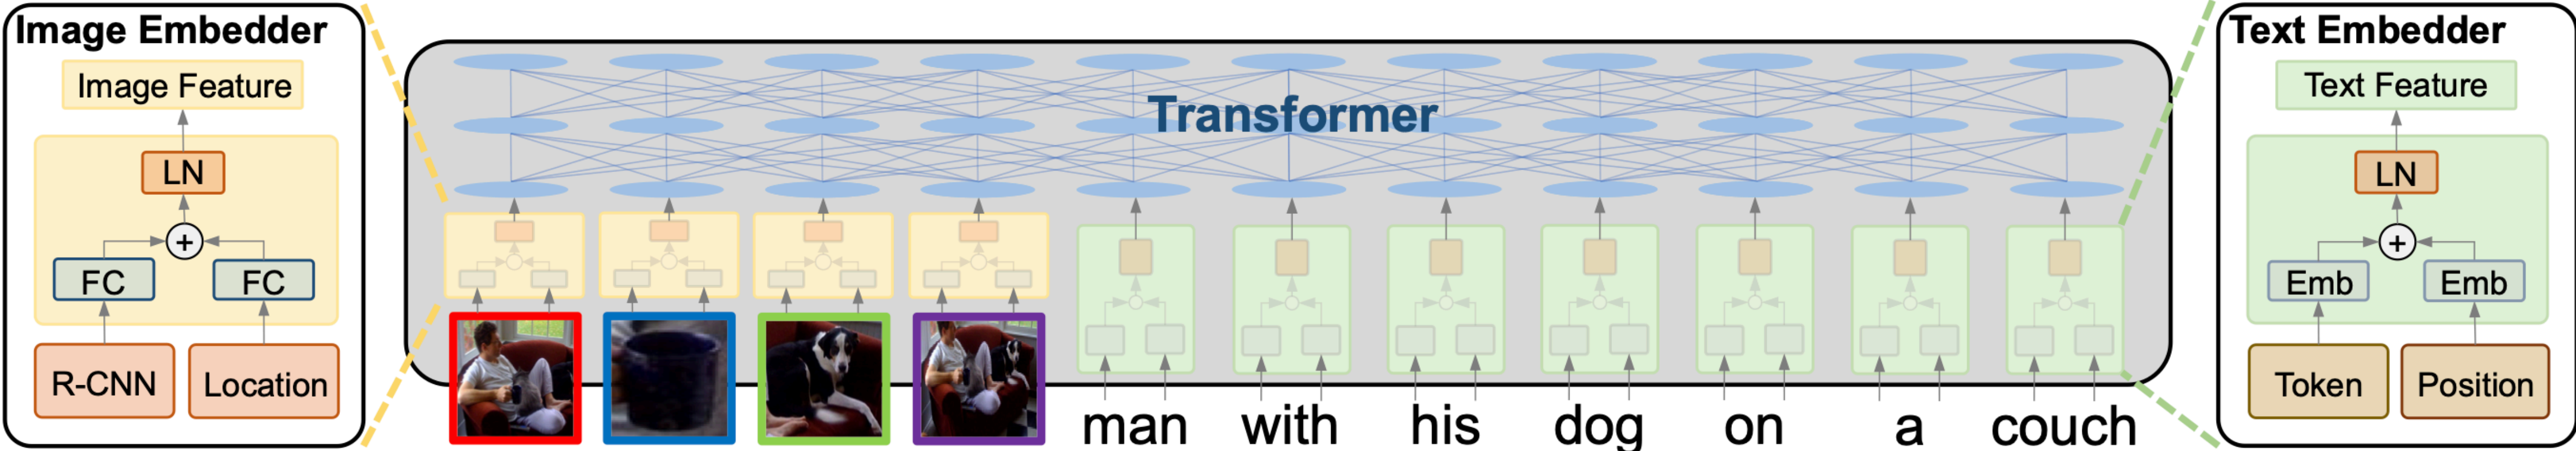 Image Embedder
Image Feature
LN
+
FC FC
R-CNN Location
Transformer
man with his dog on a couch
Text Embedder
Text Feature
LN
+
Emb Emb
Token Position